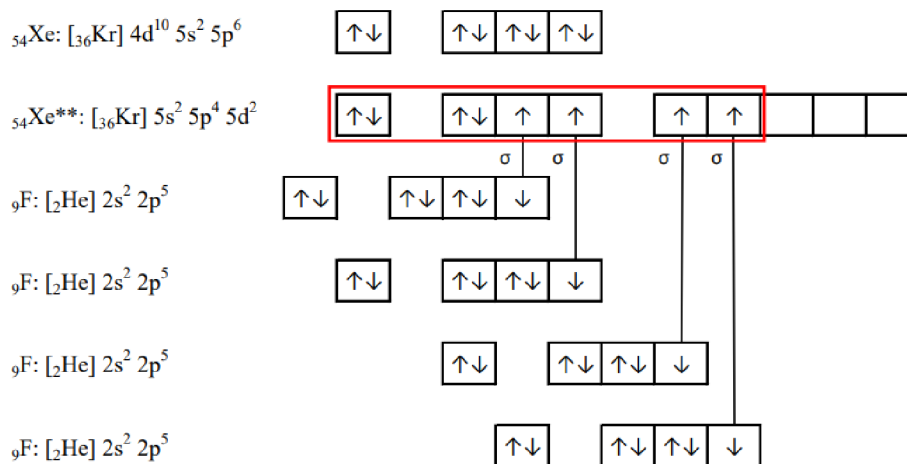 ₅₄Xe: [₃₆Kr] 4d¹⁰ 5s² 5p⁶ ↑↓ ↑↓ ↑↓ ↑↓
₅₄Xe**: [₃₆Kr] 5s² 5p⁴ 5d² ↑↓ ↑↓ ↑ ↑ ↑ ↑
σ σ σ σ
₉F: [₂He] 2s² 2p⁵ ↑↓ ↑↓ ↑↓ ↓
₉F: [₂He] 2s² 2p⁵ ↑↓ ↑↓ ↑↓ ↓
₉F: [₂He] 2s² 2p⁵ ↑↓ ↑↓ ↑↓ ↓
₉F: [₂He] 2s² 2p⁵ ↑↓ ↑↓ ↑↓ ↓